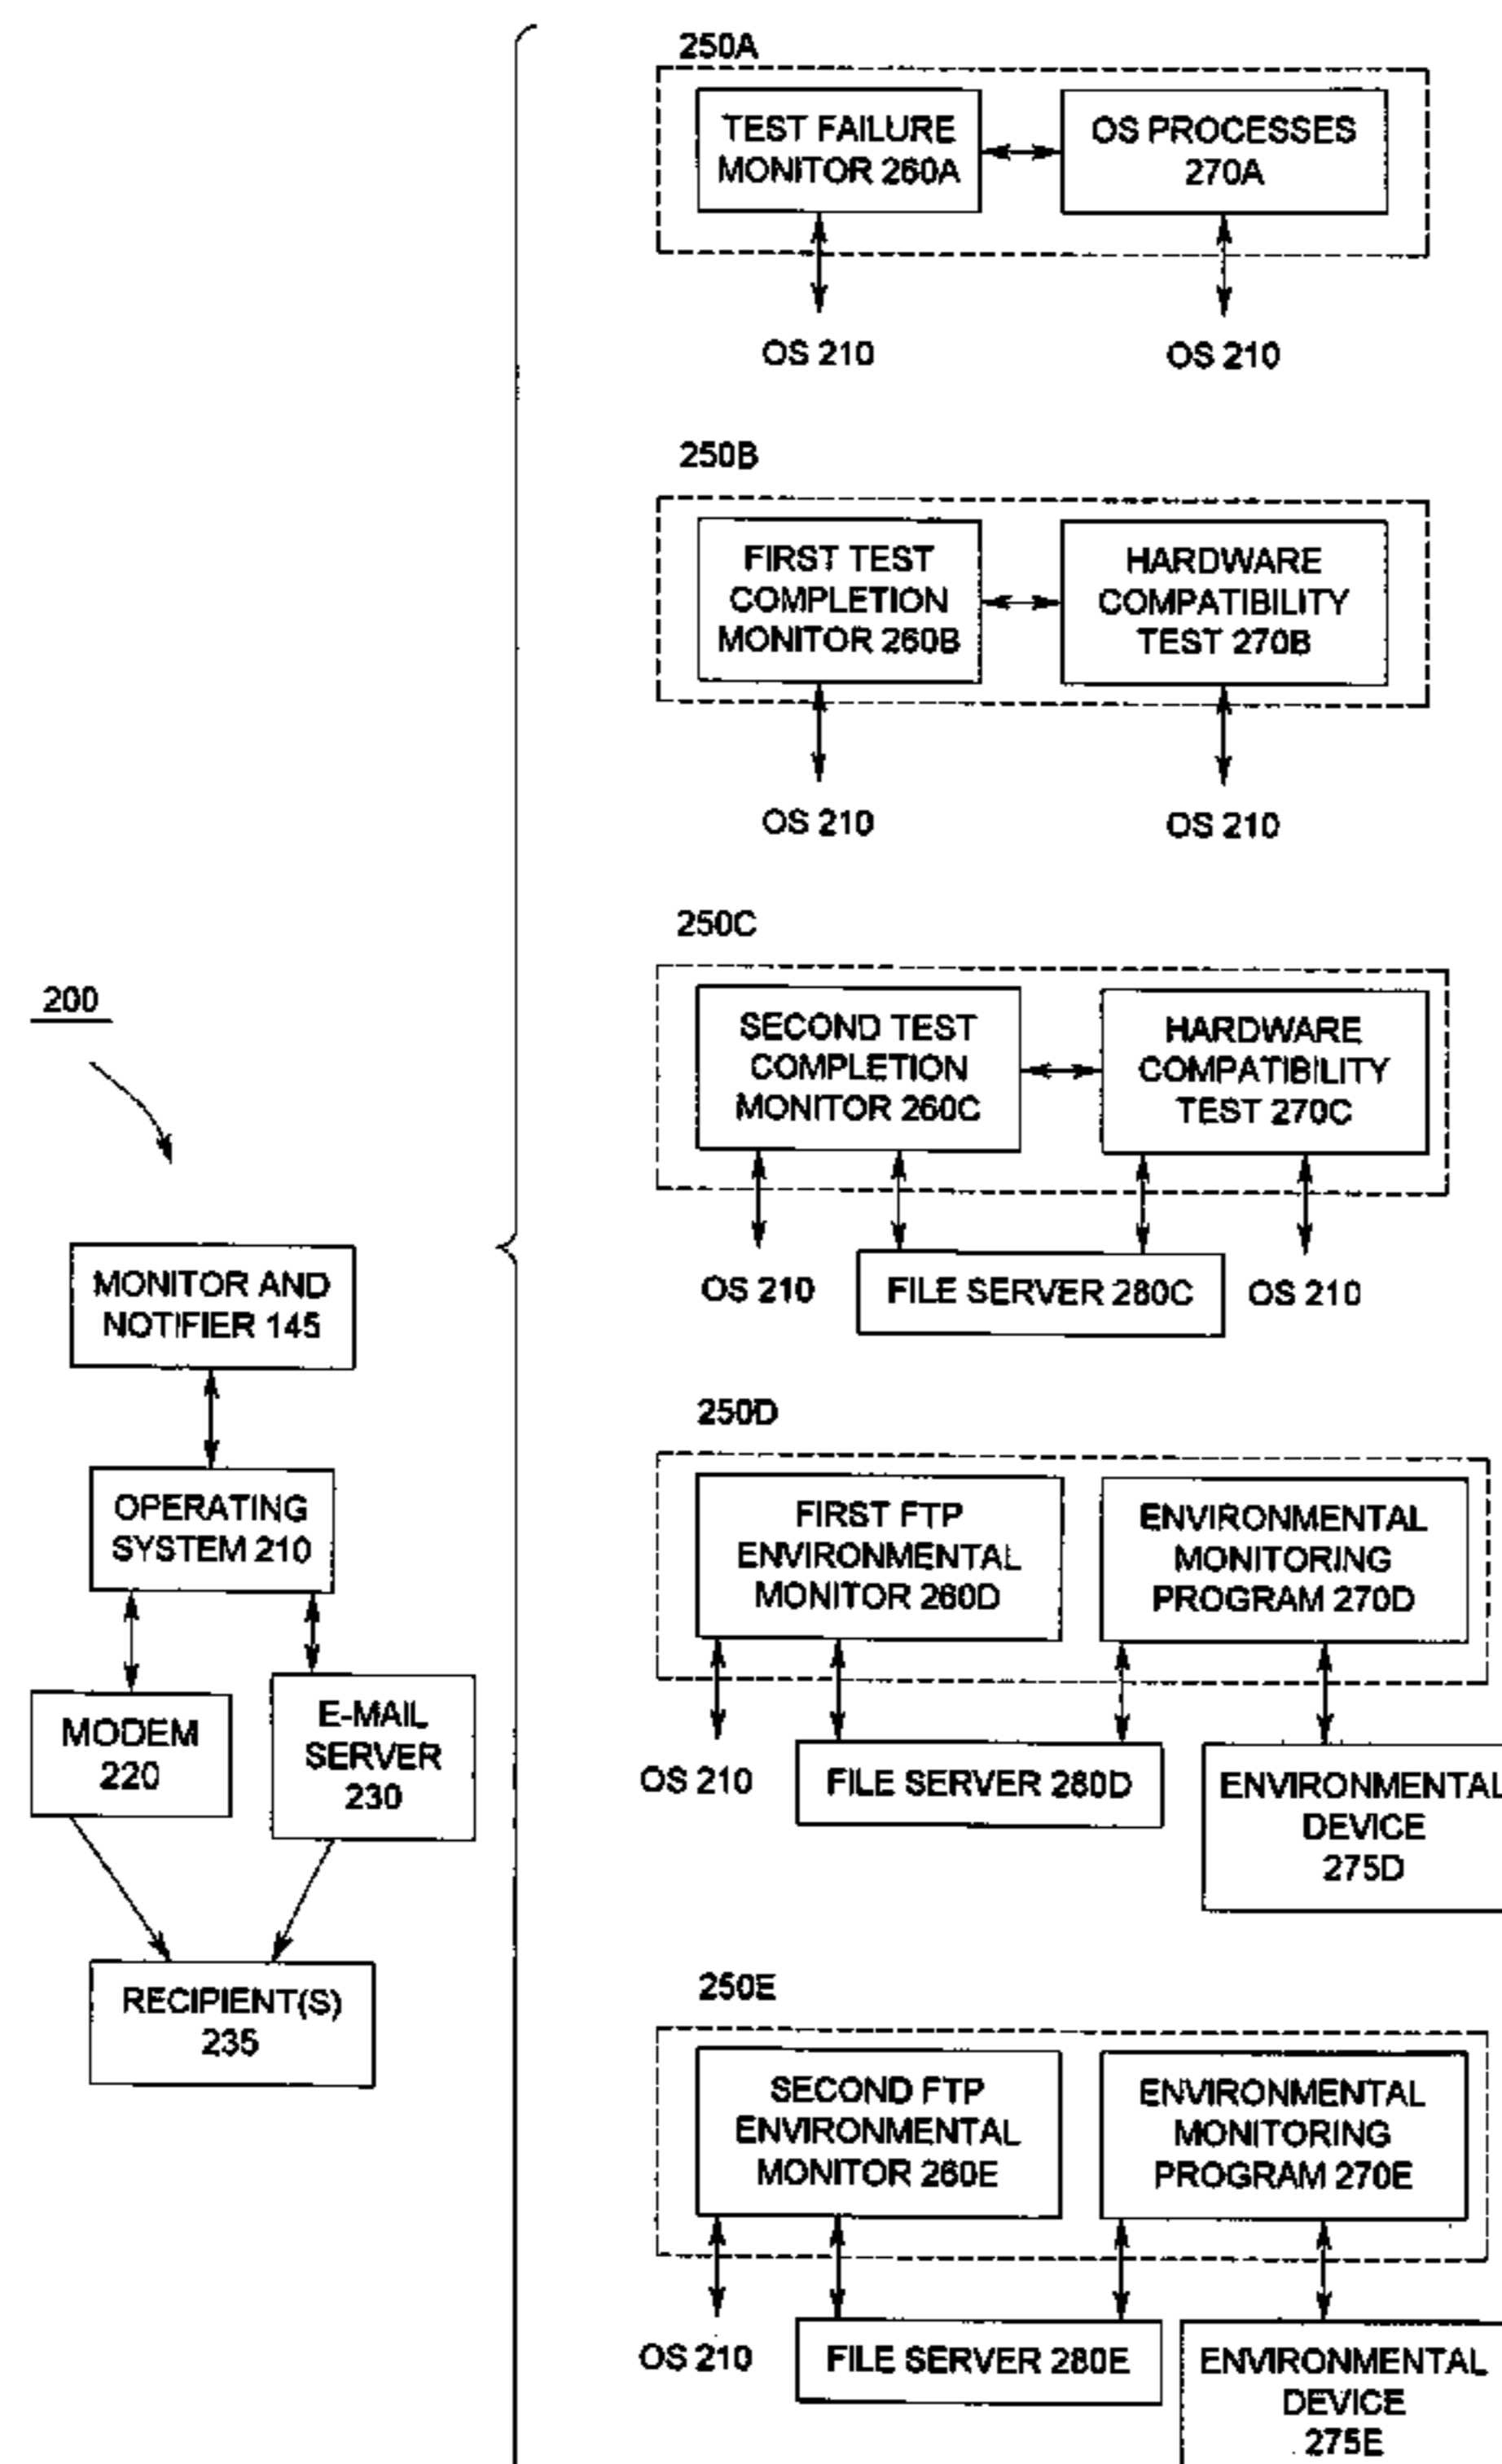 200
MONITOR AND
NOTIFIER 145
OPERATING
SYSTEM 210
MODEM
220
E-MAIL
SERVER
230
RECIPIENT(S)
235
250A
TEST FAILURE
MONITOR 260A
OS PROCESSES
270A
OS 210
OS 210
250B
FIRST TEST
COMPLETION
MONITOR 260B
HARDWARE
COMPATIBILITY
TEST 270B
OS 210
OS 210
250C
SECOND TEST
COMPLETION
MONITOR 260C
HARDWARE
COMPATIBILITY
TEST 270C
OS 210
FILE SERVER 280C
OS 210
250D
FIRST FTP
ENVIRONMENTAL
MONITOR 260D
ENVIRONMENTAL
MONITORING
PROGRAM 270D
OS 210
FILE SERVER 280D
ENVIRONMENTAL
DEVICE
275D
250E
SECOND FTP
ENVIRONMENTAL
MONITOR 260E
ENVIRONMENTAL
MONITORING
PROGRAM 270E
OS 210
FILE SERVER 280E
ENVIRONMENTAL
DEVICE
275E